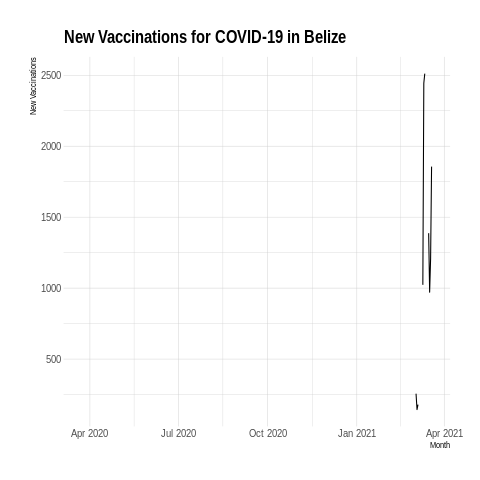 New Vaccinations for COVID-19 in Belize
New Vaccinations
2500
2000
1500
1000
500
Apr 2020 Jul 2020 Oct 2020 Jan 2021 Apr 2021
Month